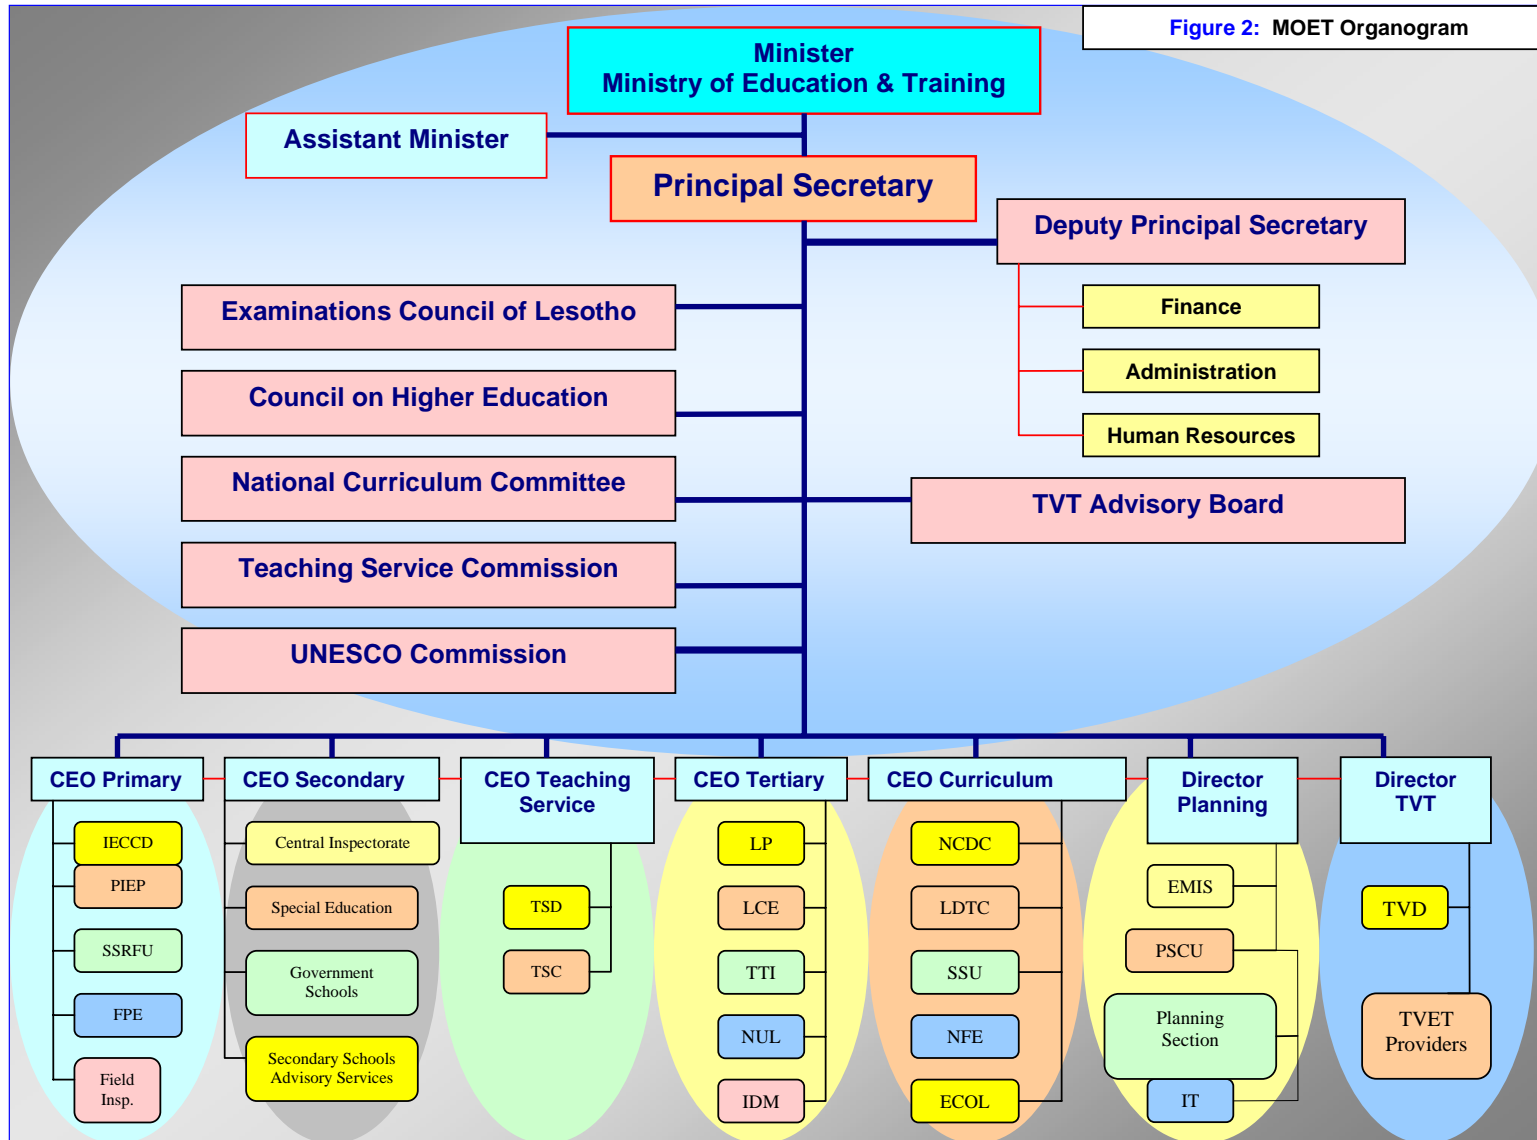 Figure 2: MOET Organogram
Minister
Ministry of Education & Training
Assistant Minister
Principal Secretary
Deputy Principal Secretary
Finance
Administration
Human Resources
Examinations Council of Lesotho
Council on Higher Education
National Curriculum Committee
TVT Advisory Board
Teaching Service Commission
UNESCO Commission
CEO Primary
IECCD
PIEP
SSRFU
FPE
Field
Insp.
CEO Secondary
Central Inspectorate
Special Education
Government
Schools
Secondary Schools
Advisory Services
CEO Teaching
Service
TSD
TSC
CEO Tertiary
LP
LCE
TTI
NUL
IDM
CEO Curriculum
NCDC
LDTC
SSU
NFE
ECOL
Director
Planning
EMIS
PSCU
Planning
Section
IT
Director
TVT
TVD
TVET
Providers